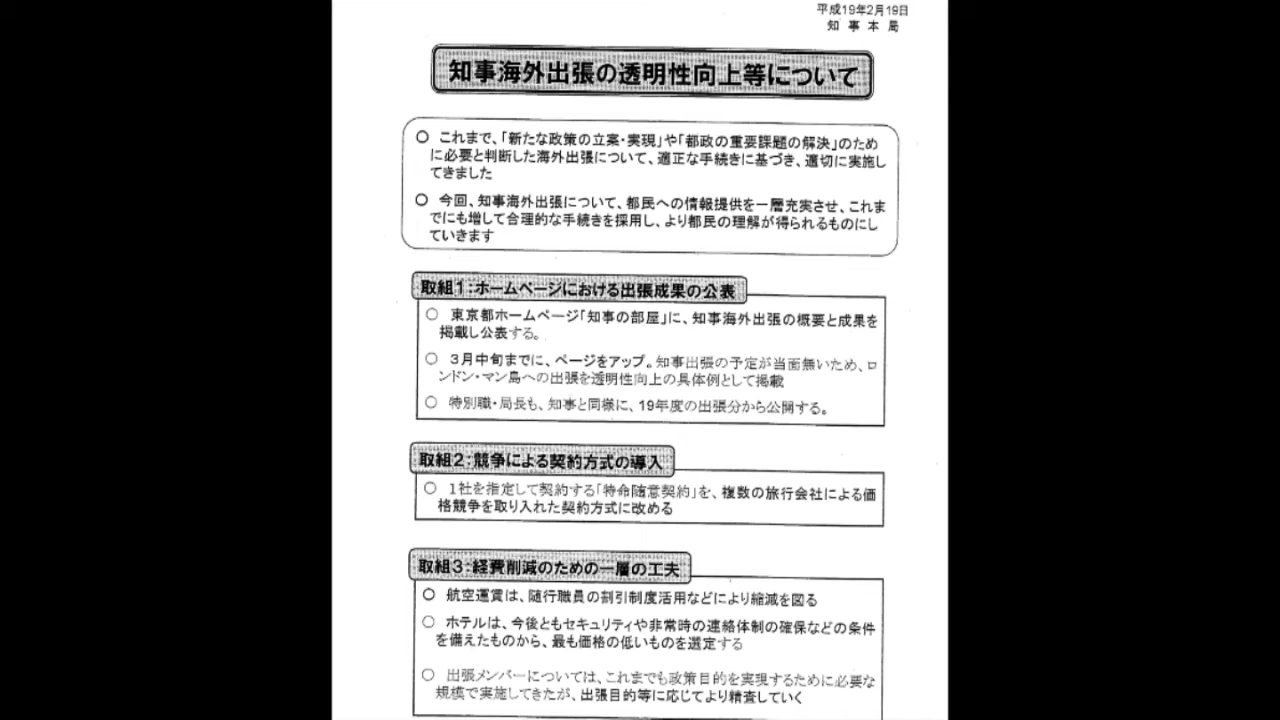 平成19年2月19日
知事本局
知事海外出張の透明性向上等について
○ これまで、「新たな政策の立案・実現」や「都政の重要課題の解決」のため
に必要と判断した海外出張について、適正な手続きに基づき、適切に実施し
てきました
○ 今回、知事海外出張について、都民への情報提供を一層充実させ、これま
でにも増して合理的な手続きを採用し、より都民の理解が得られるものにし
ていきます
取組1:ホームページにおける出張成果の公表
○ 東京都ホームページ「知事の部屋」に、知事海外出張の概要と成果を
掲載し公表する。
○ 3月中旬までに、ページをアップ。知事出張の予定が当面無いため、ロ
ンドン・マン島への出張を透明性向上の具体例として掲載
○ 特別職・局長も、知事と同様に、19年度の出張分から公開する。
取組2:競争による契約方式の導入
○ 1社を指定して契約する「特命随意契約」を、複数の旅行会社による価
格競争を取り入れた契約方式に改める
取組3:経費削減のための一層の工夫
○ 航空運賃は、随行職員の割引制度活用などにより縮減を図る
○ ホテルは、今後ともセキュリティや非常時の連絡体制の確保などの条件
を備えたものから、最も価格の低いものを選定する
○ 出張メンバーについては、これまでも政策目的を実現するために必要な
規模で実施してきたが、出張目的等に応じてより精査していく